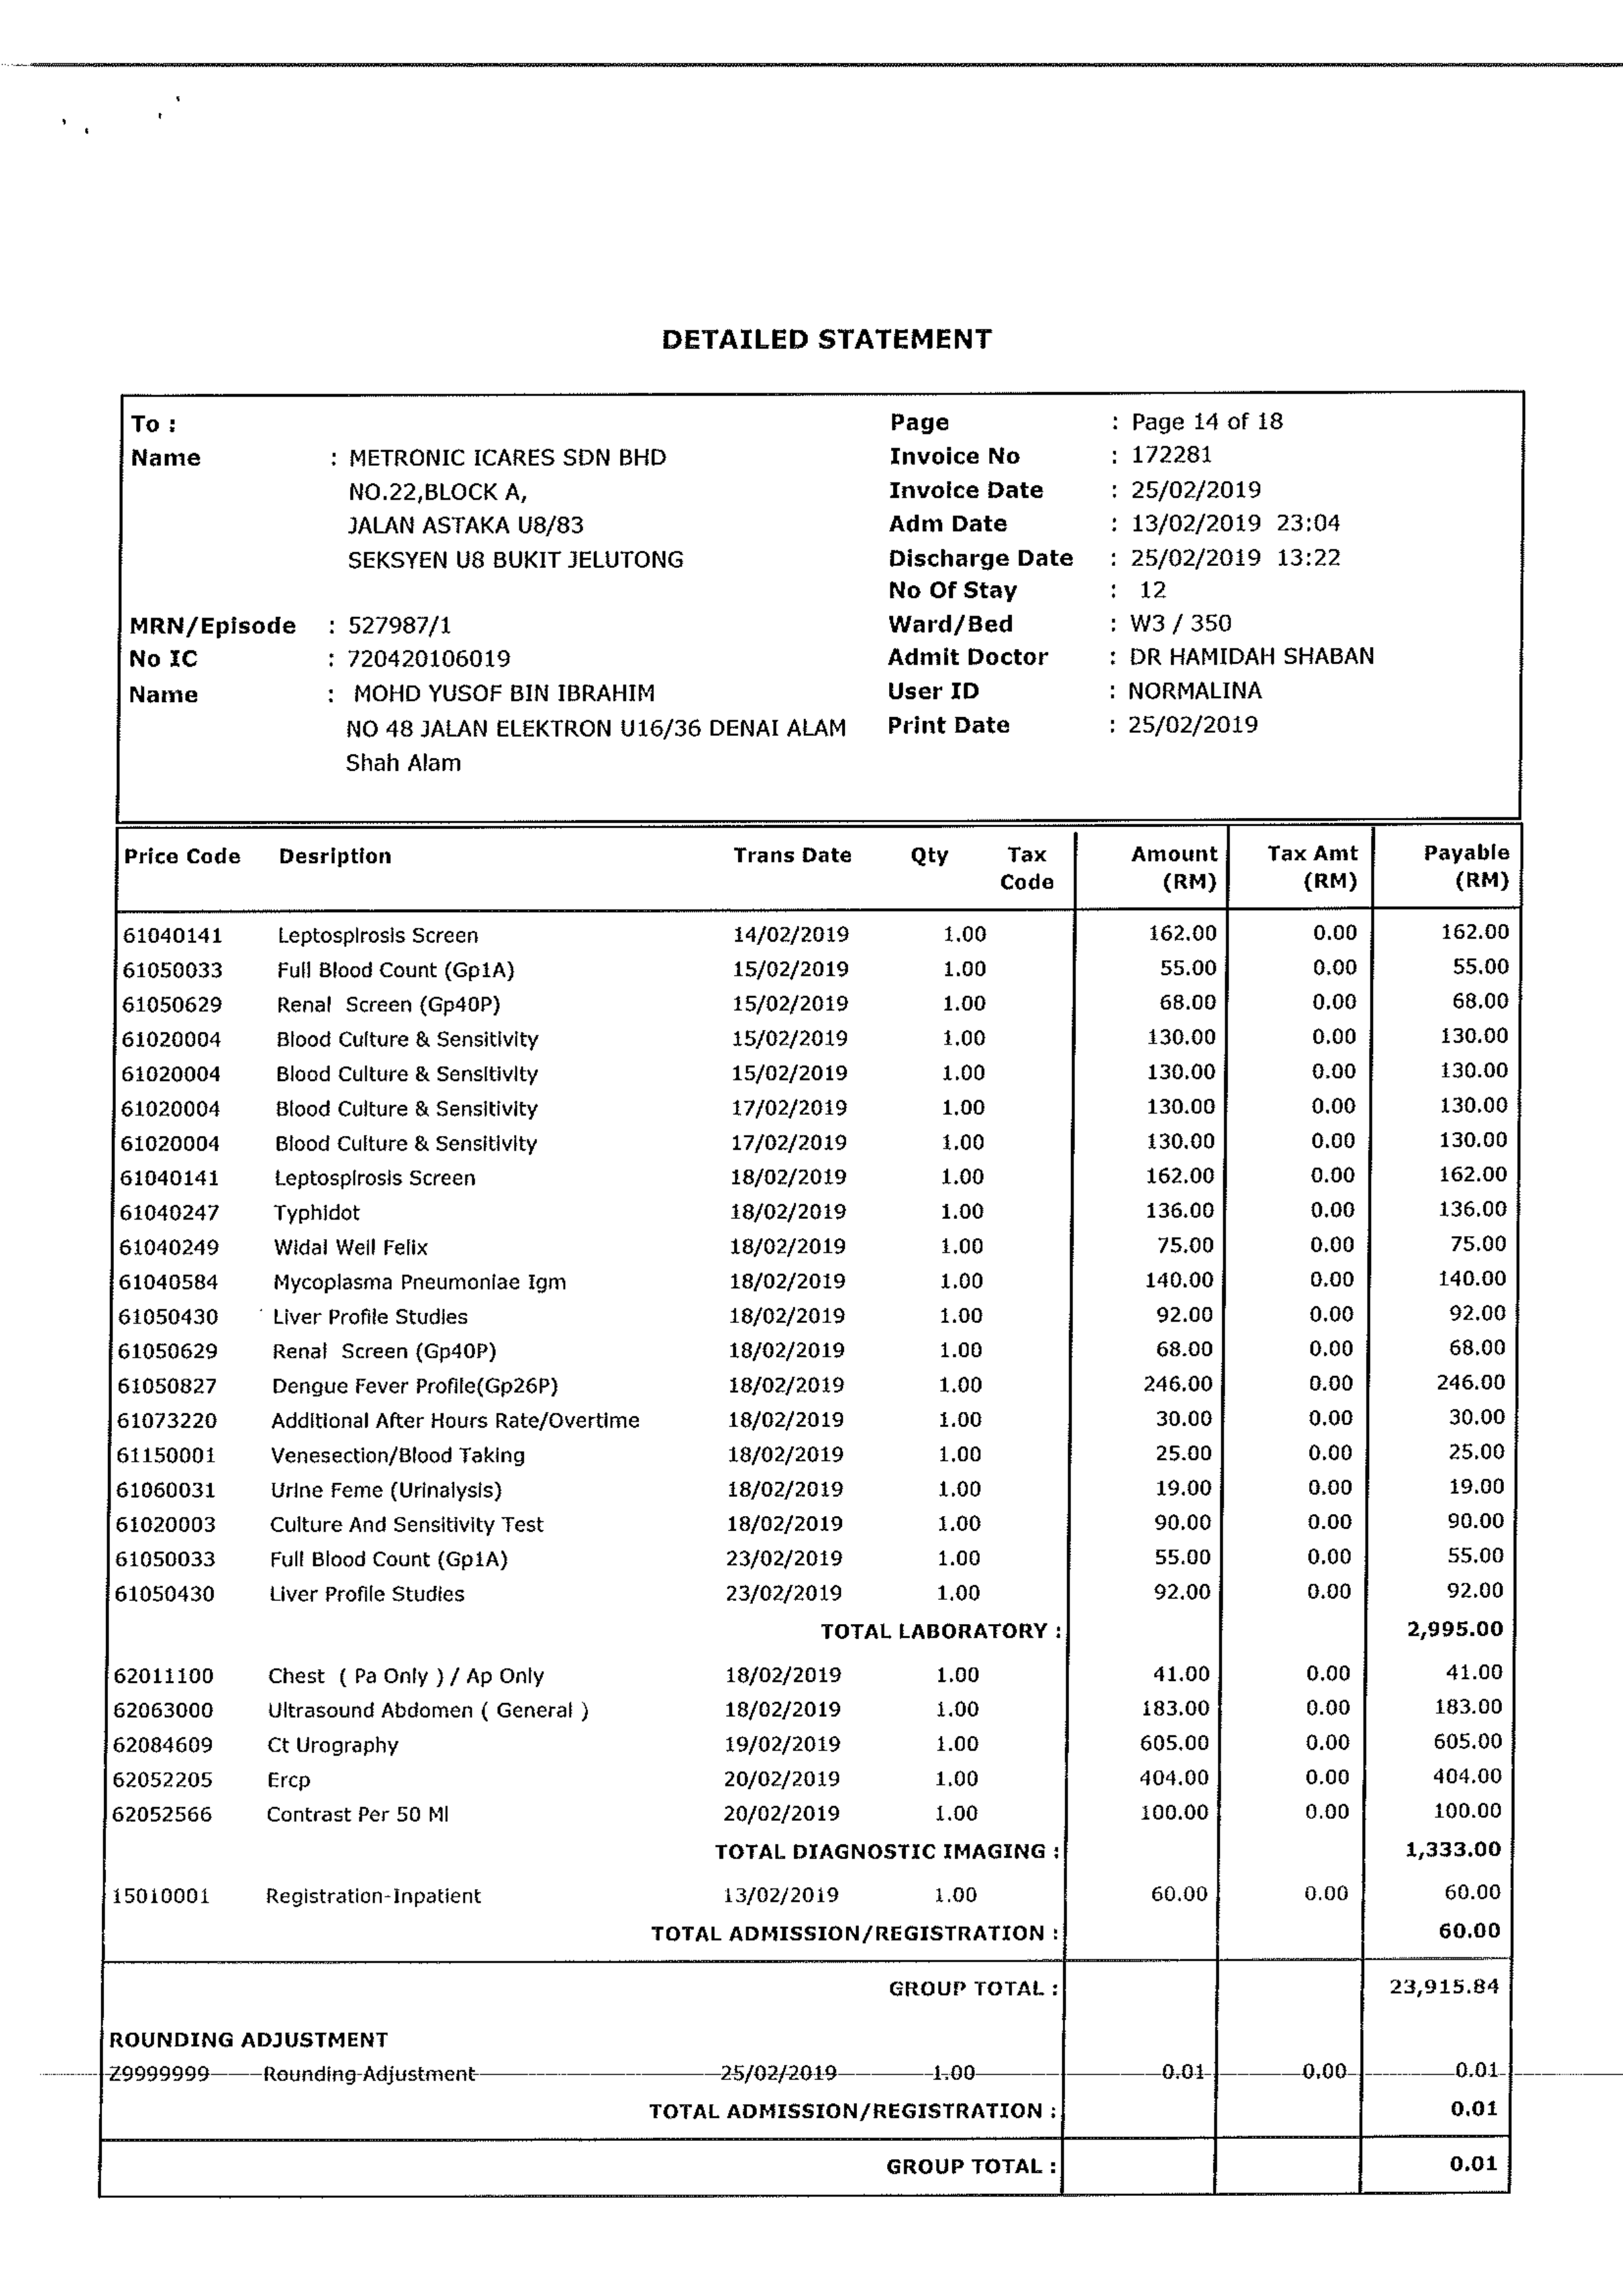 DETAILED STATEMENT
To :
Name : METRONIC ICARES SDN BHD
NO.22,BLOCK A,
JALAN ASTAKA U8/83
SEKSYEN U8 BUKIT JELUTONG
MRN/Episode : 527987/1
No IC : 720420106019
Name : MOHD YUSOF BIN IBRAHIM
NO 48 JALAN ELEKTRON U16/36 DENAI ALAM
Shah Alam
Page : Page 14 of 18
Invoice No : 172281
Invoice Date : 25/02/2019
Adm Date : 13/02/2019 23:04
Discharge Date : 25/02/2019 13:22
No Of Stay : 12
Ward/Bed : W3 / 350
Admit Doctor : DR HAMIDAH SHABAN
User ID : NORMALINA
Print Date : 25/02/2019
Price Code Desription Trans Date Qty Tax Code Amount (RM) Tax Amt (RM) Payable (RM)
61040141 Leptospirosis Screen 14/02/2019 1.00 162.00 0.00 162.00
61050033 Full Blood Count (Gp1A) 15/02/2019 1.00 55.00 0.00 55.00
61050629 Renal Screen (Gp40P) 15/02/2019 1.00 68.00 0.00 68.00
61020004 Blood Culture & Sensitivity 15/02/2019 1.00 130.00 0.00 130.00
61020004 Blood Culture & Sensitivity 15/02/2019 1.00 130.00 0.00 130.00
61020004 Blood Culture & Sensitivity 17/02/2019 1.00 130.00 0.00 130.00
61020004 Blood Culture & Sensitivity 17/02/2019 1.00 130.00 0.00 130.00
61040141 Leptospirosis Screen 18/02/2019 1.00 162.00 0.00 162.00
61040247 Typhidot 18/02/2019 1.00 136.00 0.00 136.00
61040249 Widal Weil Felix 18/02/2019 1.00 75.00 0.00 75.00
61040584 Mycoplasma Pneumoniae Igm 18/02/2019 1.00 140.00 0.00 140.00
61050430 Liver Profile Studies 18/02/2019 1.00 92.00 0.00 92.00
61050629 Renal Screen (Gp40P) 18/02/2019 1.00 68.00 0.00 68.00
61050827 Dengue Fever Profile(Gp26P) 18/02/2019 1.00 246.00 0.00 246.00
61073220 Additional After Hours Rate/Overtime 18/02/2019 1.00 30.00 0.00 30.00
61150001 Venesection/Blood Taking 18/02/2019 1.00 25.00 0.00 25.00
61060031 Urine Feme (Urinalysis) 18/02/2019 1.00 19.00 0.00 19.00
61020003 Culture And Sensitivity Test 18/02/2019 1.00 90.00 0.00 90.00
61050033 Full Blood Count (Gp1A) 23/02/2019 1.00 55.00 0.00 55.00
61050430 Liver Profile Studies 23/02/2019 1.00 92.00 0.00 92.00
TOTAL LABORATORY : 2,995.00
62011100 Chest ( Pa Only ) / Ap Only 18/02/2019 1.00 41.00 0.00 41.00
62063000 Ultrasound Abdomen ( General ) 18/02/2019 1.00 183.00 0.00 183.00
62084609 Ct Urography 19/02/2019 1.00 605.00 0.00 605.00
62052205 Ercp 20/02/2019 1.00 404.00 0.00 404.00
62052566 Contrast Per 50 Ml 20/02/2019 1.00 100.00 0.00 100.00
TOTAL DIAGNOSTIC IMAGING : 1,333.00
15010001 Registration-Inpatient 13/02/2019 1.00 60.00 0.00 60.00
TOTAL ADMISSION/REGISTRATION : 60.00
GROUP TOTAL : 23,915.84
ROUNDING ADJUSTMENT
Z9999999 Rounding Adjustment 25/02/2019 1.00 0.01 0.00 0.01
TOTAL ADMISSION/REGISTRATION : 0.01
GROUP TOTAL : 0.01